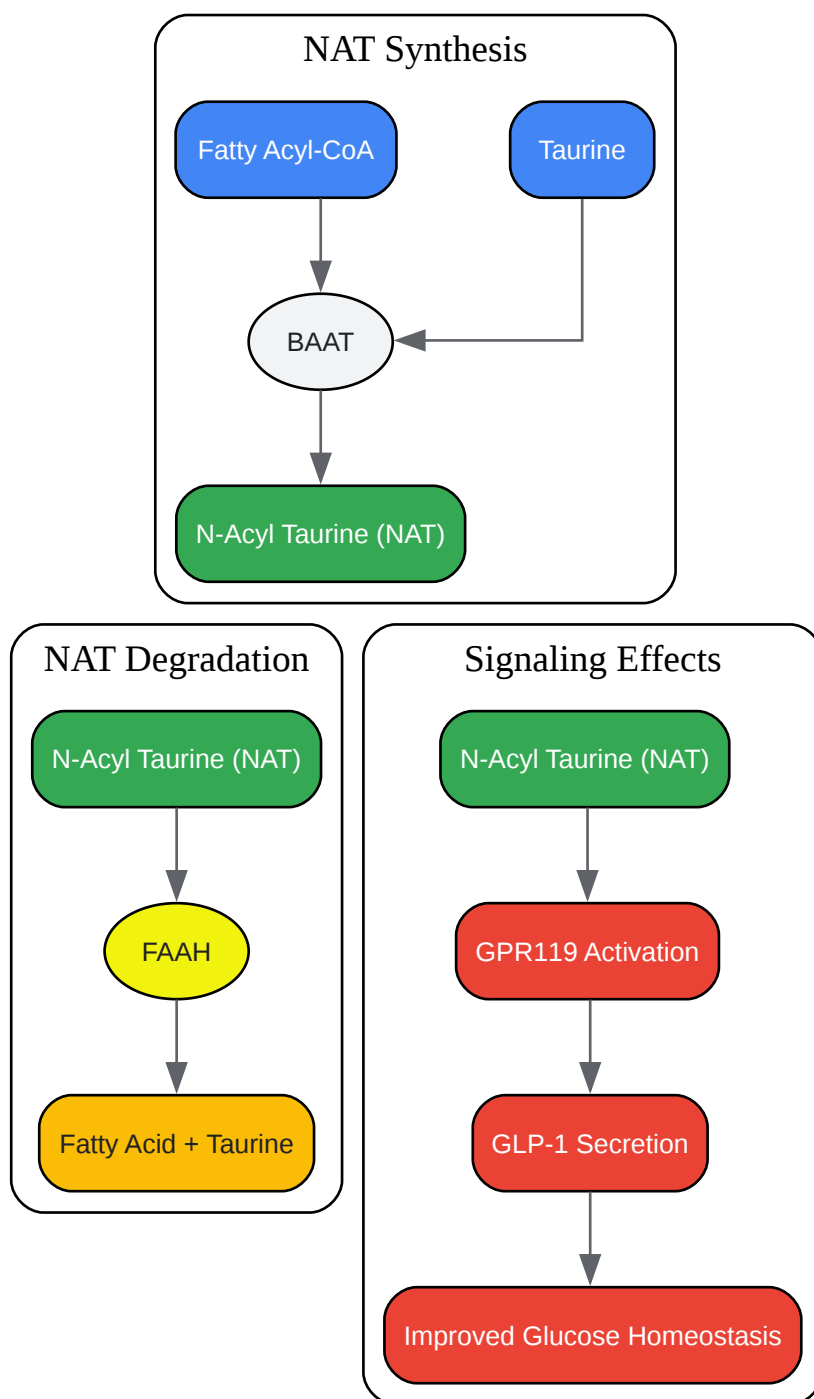 NAT Synthesis
Fatty Acyl-CoA
Taurine
BAAT
N-Acyl Taurine (NAT)
NAT Degradation
N-Acyl Taurine (NAT)
FAAH
Fatty Acid + Taurine
Signaling Effects
N-Acyl Taurine (NAT)
GPR119 Activation
GLP-1 Secretion
Improved Glucose Homeostasis